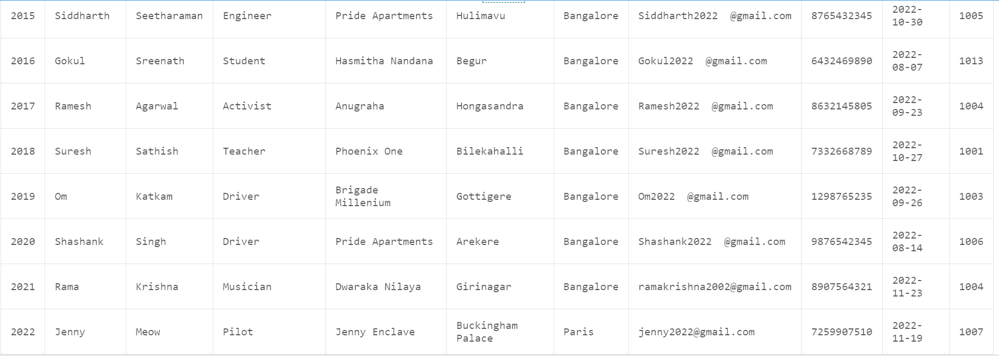 2015 Siddharth Seetharaman Engineer Pride Apartments Hulimavu Bangalore Siddharth2022  @gmail.com 8765432345 2022-
10-30 1005
2016 Gokul Sreenath Student Hasmitha Nandana Begur Bangalore Gokul2022  @gmail.com 6432469890 2022-
08-07 1013
2017 Ramesh Agarwal Activist Anugraha Hongasandra Bangalore Ramesh2022  @gmail.com 8632145805 2022-
09-23 1004
2018 Suresh Sathish Teacher Phoenix One Bilekahalli Bangalore Suresh2022  @gmail.com 7332668789 2022-
10-27 1001
2019 Om Katkam Driver Brigade
Millenium Gottigere Bangalore Om2022  @gmail.com 1298765235 2022-
09-26 1003
2020 Shashank Singh Driver Pride Apartments Arekere Bangalore Shashank2022  @gmail.com 9876542345 2022-
08-14 1006
2021 Rama Krishna Musician Dwaraka Nilaya Girinagar Bangalore ramakrishna2002@gmail.com 8907564321 2022-
11-23 1004
2022 Jenny Meow Pilot Jenny Enclave Buckingham
Palace Paris jenny2022@gmail.com 7259907510 2022-
11-19 1007